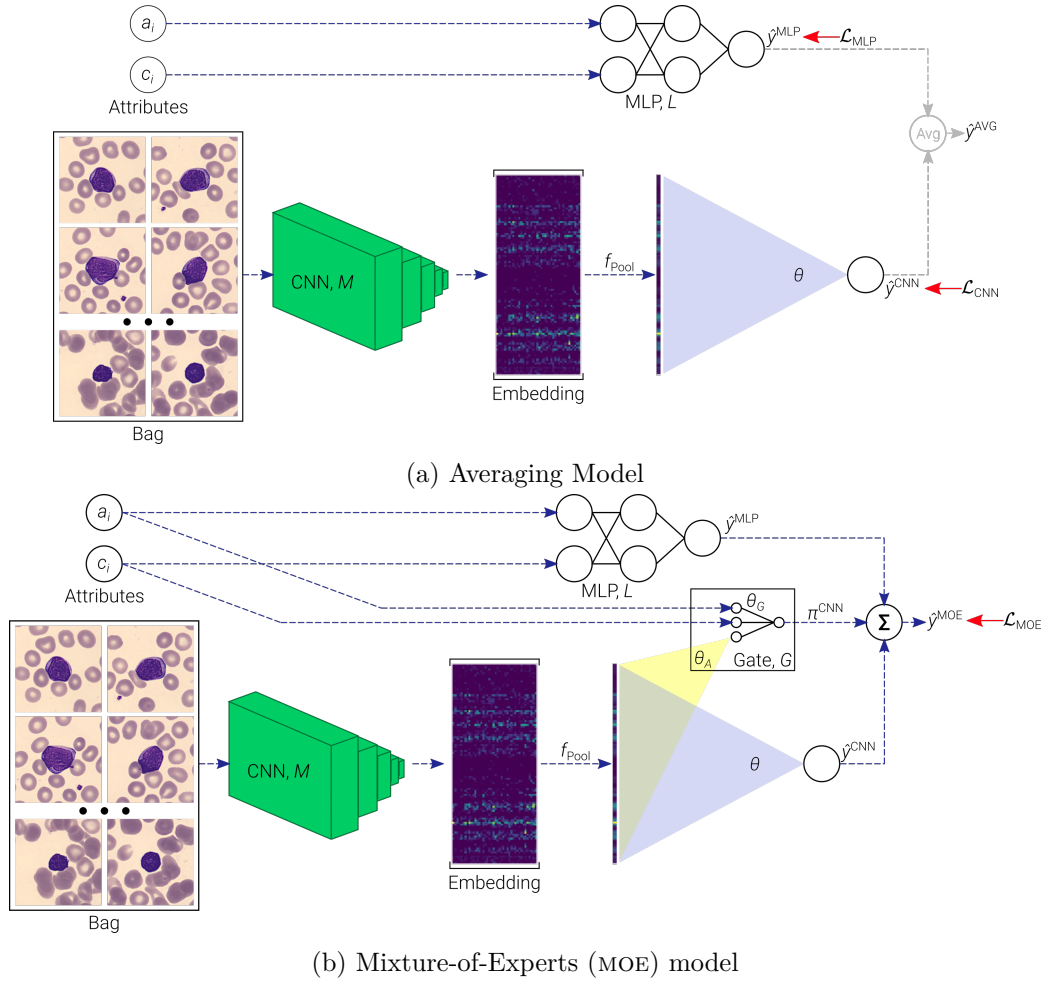 a_i
ŷ^MLP
𝓛_MLP
c_i
MLP, L
Attributes
Avg
ŷ^AVG
CNN, M
f_Pool
θ
ŷ^CNN
𝓛_CNN
Embedding
Bag
(a) Averaging Model
a_i
ŷ^MLP
c_i
MLP, L
Attributes
θ_G
π^CNN
Σ
ŷ^MOE
𝓛_MOE
θ_A
Gate, G
CNN, M
f_Pool
θ
ŷ^CNN
Embedding
Bag
(b) Mixture-of-Experts (MOE) model